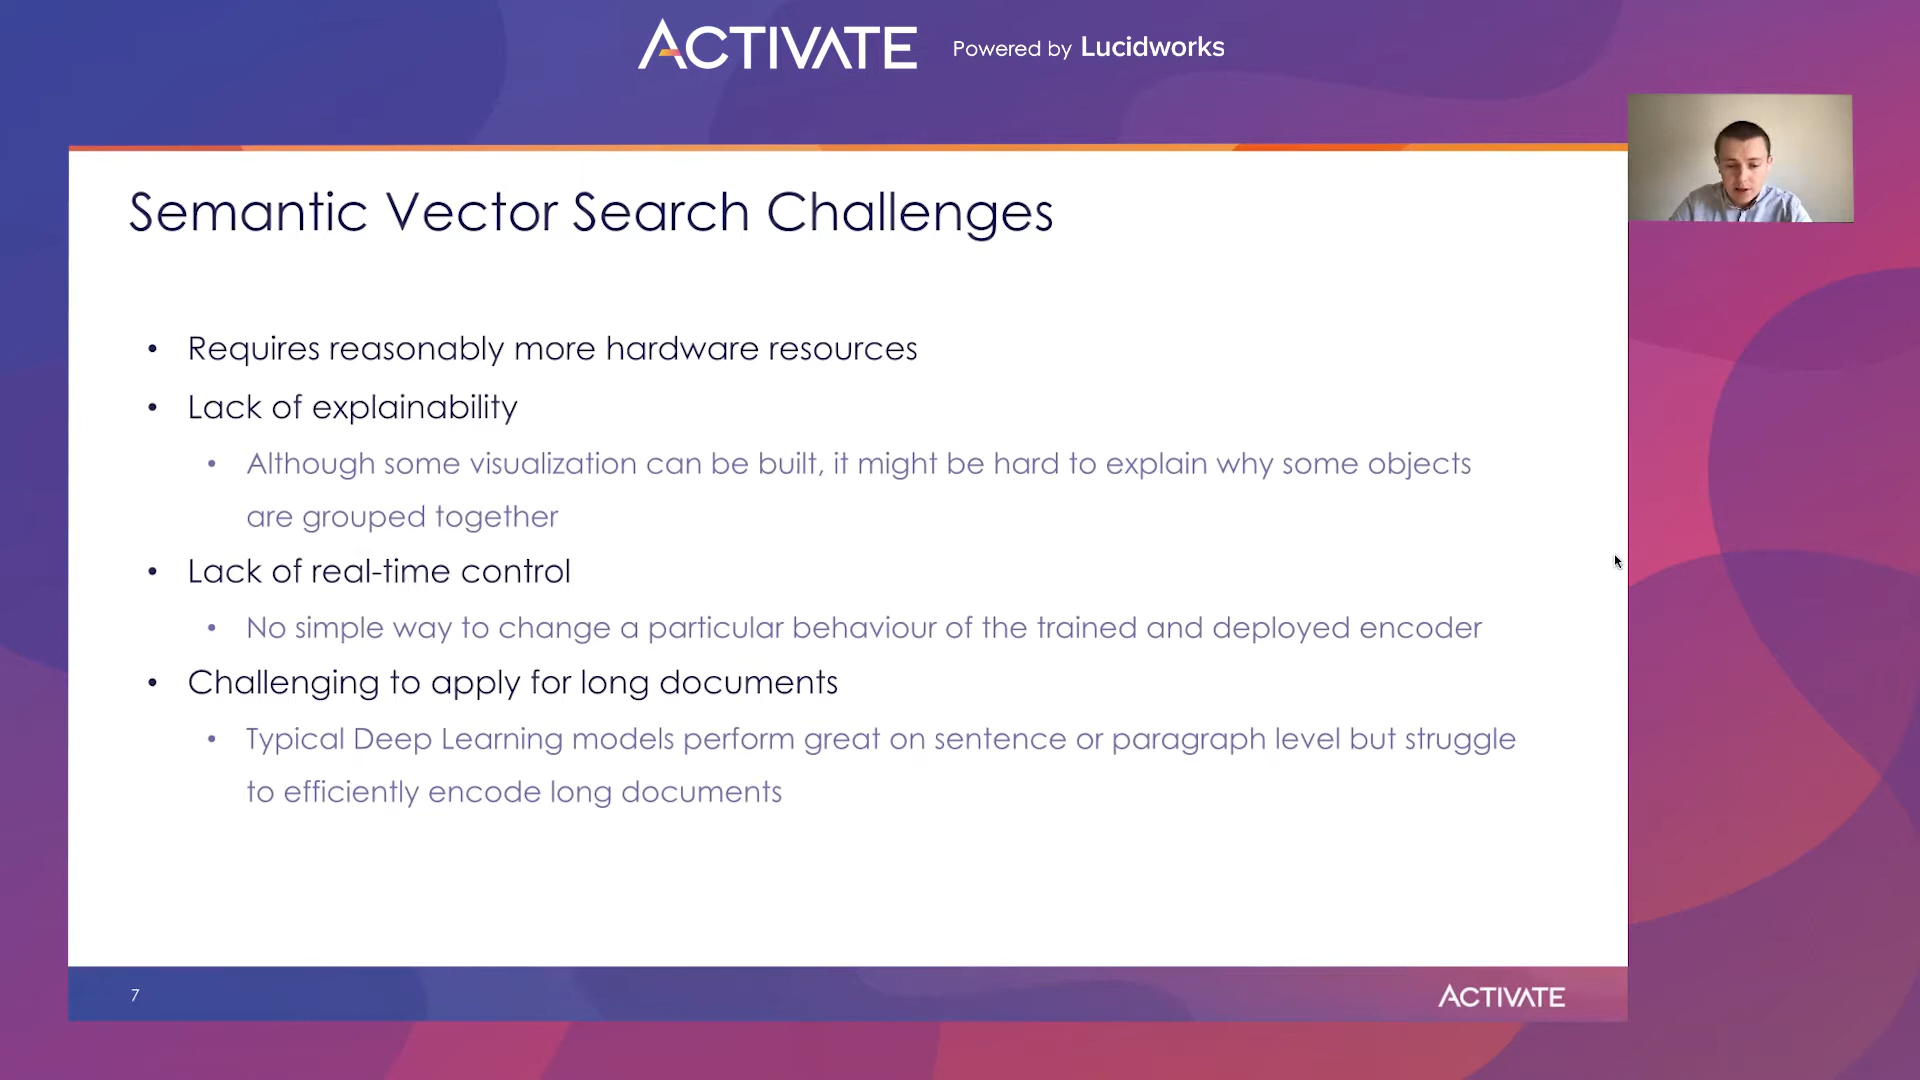 ACTIVATE Powered by Lucidworks
Semantic Vector Search Challenges
• Requires reasonably more hardware resources
• Lack of explainability
• Although some visualization can be built, it might be hard to explain why some objects
are grouped together
• Lack of real-time control
• No simple way to change a particular behaviour of the trained and deployed encoder
• Challenging to apply for long documents
• Typical Deep Learning models perform great on sentence or paragraph level but struggle
to efficiently encode long documents
7
ACTIVATE